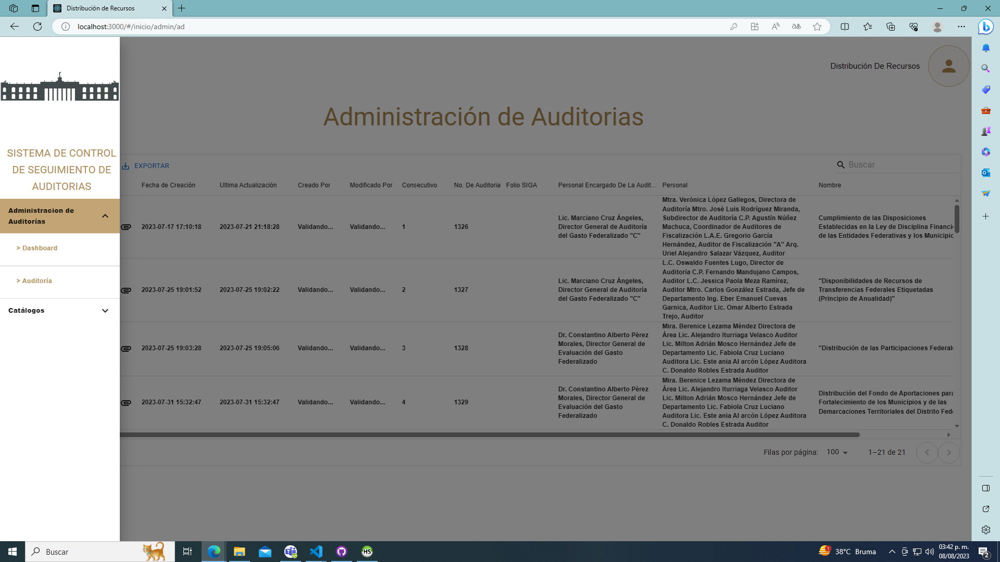 Distribución de Recursos
localhost:3000/#/inicio/admin/ad
Distribución De Recursos
Administración de Auditorias
SISTEMA DE CONTROL
DE SEGUIMIENTO DE
AUDITORIAS
Administracion de
Auditorías
> Dashboard
> Auditoría
Catálogos
EXPORTAR
Buscar
Fecha de Creación Ultima Actualización Creado Por Modificado Por Consecutivo No. De Auditoria Folio SIGA Personal Encargado De La Audit... Personal Nombre
2023-07-17 17:10:18 2023-07-21 21:18:28 Validando... Validando... 1 1326
Lic. Marciano Cruz Ángeles,
Director General de Auditoría
del Gasto Federalizado "C"
Mtra. Verónica López Gallegos, Directora de
Auditoría Mtro. José Luis Rodríguez Miranda,
Subdirector de Auditoría C.P. Agustín Núñez
Machuca, Coordinador de Auditores de
Fiscalización L.A.E. Gregorio García
Hernández, Auditor de Fiscalización "A" Arq.
Uriel Alejandro Salazar Vázquez, Auditor
Cumplimiento de las Disposiciones
Establecidas en la Ley de Disciplina Financi
de las Entidades Federativas y los Municipio
2023-07-25 19:01:52 2023-07-25 19:02:22 Validando... Validando... 2 1327
Lic. Marciano Cruz Ángeles,
Director General de Auditoría
del Gasto Federalizado "C"
L.C. Oswaldo Fuentes Lugo, Director de
Auditoría C.P. Fernando Mandujano Campos,
Auditor L.C. Jessica Paola Meza Ramírez,
Auditor Mtro. Carlos González Estrada, Jefe de
Departamento Ing. Eber Emanuel Cuevas
Garnica, Auditor Lic. Omar Alberto Estrada
Trejo, Auditor
"Disponibilidades de Recursos de
Transferencias Federales Etiquetadas
(Principio de Anualidad)"
2023-07-25 19:03:28 2023-07-25 19:05:06 Validando... Validando... 3 1328
Dr. Constantino Alberto Pérez
Morales, Director General de
Evaluación del Gasto
Federalizado
Mira. Berenice Lezama Méndez Directora de
Área Lic. Alejandro Iturriaga Velasco Auditor
Lic. Milton Adrián Mosco Hernández Jefe de
Departamento Lic. Fabiola Cruz Luciano
Auditora Lic. Este ania Al arcón López Auditora
C. Donaldo Robles Estrada Auditor
"Distribución de las Participaciones Federal
2023-07-31 15:32:47 2023-07-31 15:32:47 Validando... Validando... 4 1329
Dr. Constantino Alberto Pérez
Morales, Director General de
Evaluación del Gasto
Federalizado
Mira. Berenice Lezama Méndez Directora de
Área Lic. Alejandro Iturriaga Velasco Auditor
Lic. Milton Adrián Mosco Hernández Jefe de
Departamento Lic. Fabiola Cruz Luciano
Auditora Lic. Este ania Al arcón López Auditora
C. Donaldo Robles Estrada Auditor
Distribución del Fondo de Aportaciones para
Fortalecimiento de los Municipios y de las
Demarcaciones Territoriales del Distrito Fed
Filas por página: 100 1–21 de 21
Buscar
HS
1
38°C Bruma
03:42 p. m.
08/08/2023
2